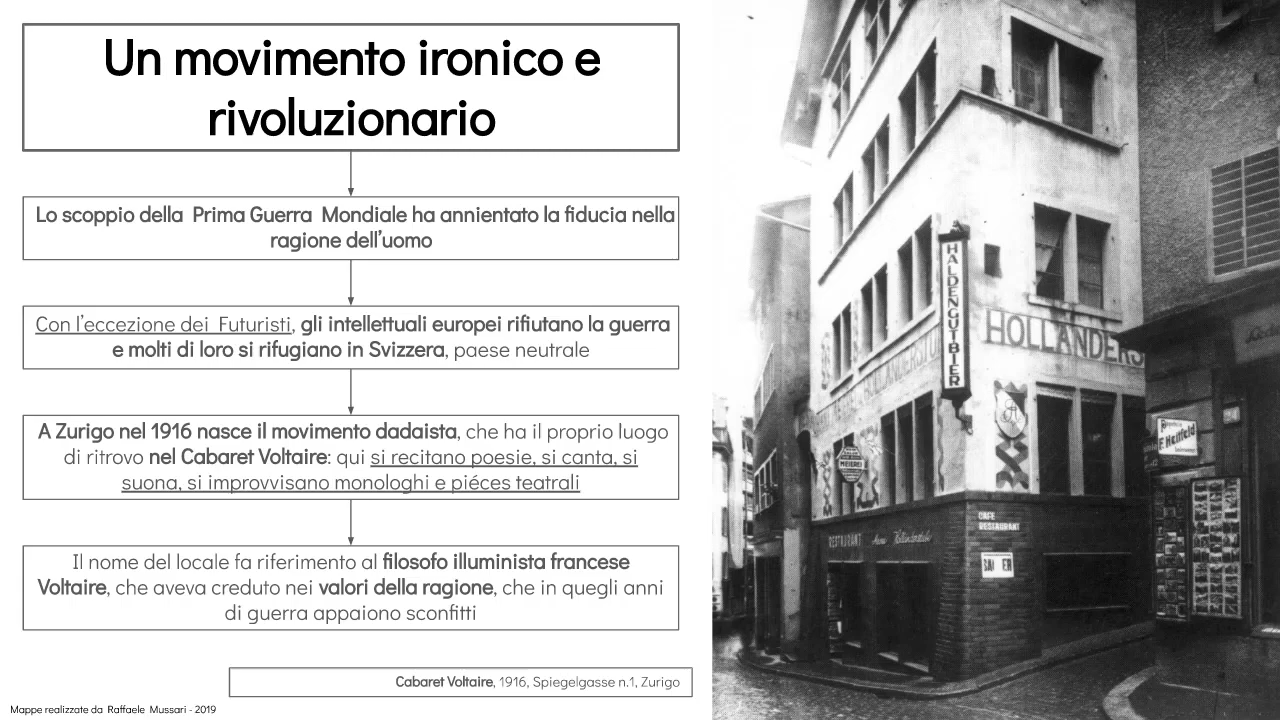 Un movimento ironico e
rivoluzionario
Lo scoppio della Prima Guerra Mondiale ha annientato la fiducia nella
ragione dell'uomo
Con l'eccezione dei Futuristi, gli intellettuali europei rifiutano la guerra
e molti di loro si rifugiano in Svizzera, paese neutrale
A Zurigo nel 1916 nasce il movimento dadaista, che ha il proprio luogo
di ritrovo nel Cabaret Voltaire: qui si recitano poesie, si canta, si
suona, si improvvisano monologhi e piéces teatrali
Il nome del locale fa riferimento al filosofo illuminista francese
Voltaire, che aveva creduto nei valori della ragione, che in quegli anni
di guerra appaiono sconfitti
Cabaret Voltaire, 1916, Spiegelgasse n.1, Zurigo
Mappe realizzate da Raffaele Mussari - 2019
HALDENGUTBIER
HOLLANDERS
HOLLANDERSTU
MEIEREI
CAFE
RESTAURANT
RESTAURANT